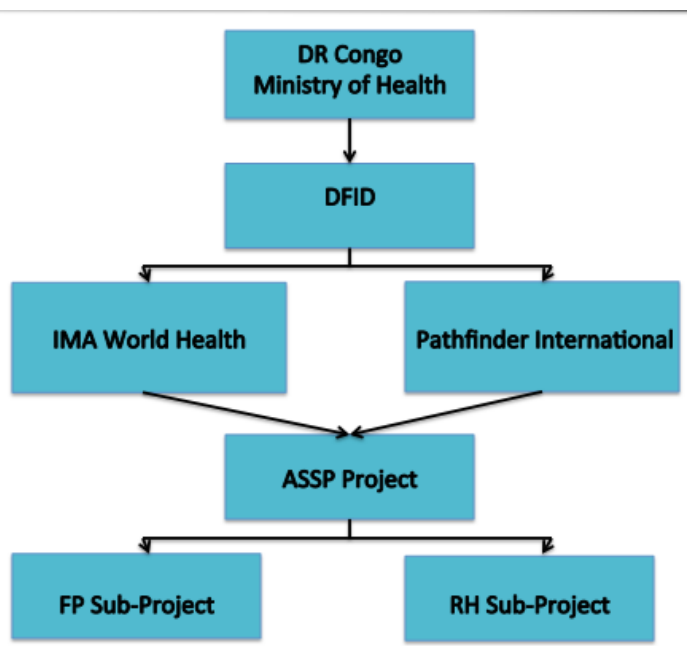 DR Congo
Ministry of Health
DFID
IMA World Health
Pathfinder International
ASSP Project
FP Sub-Project
RH Sub-Project